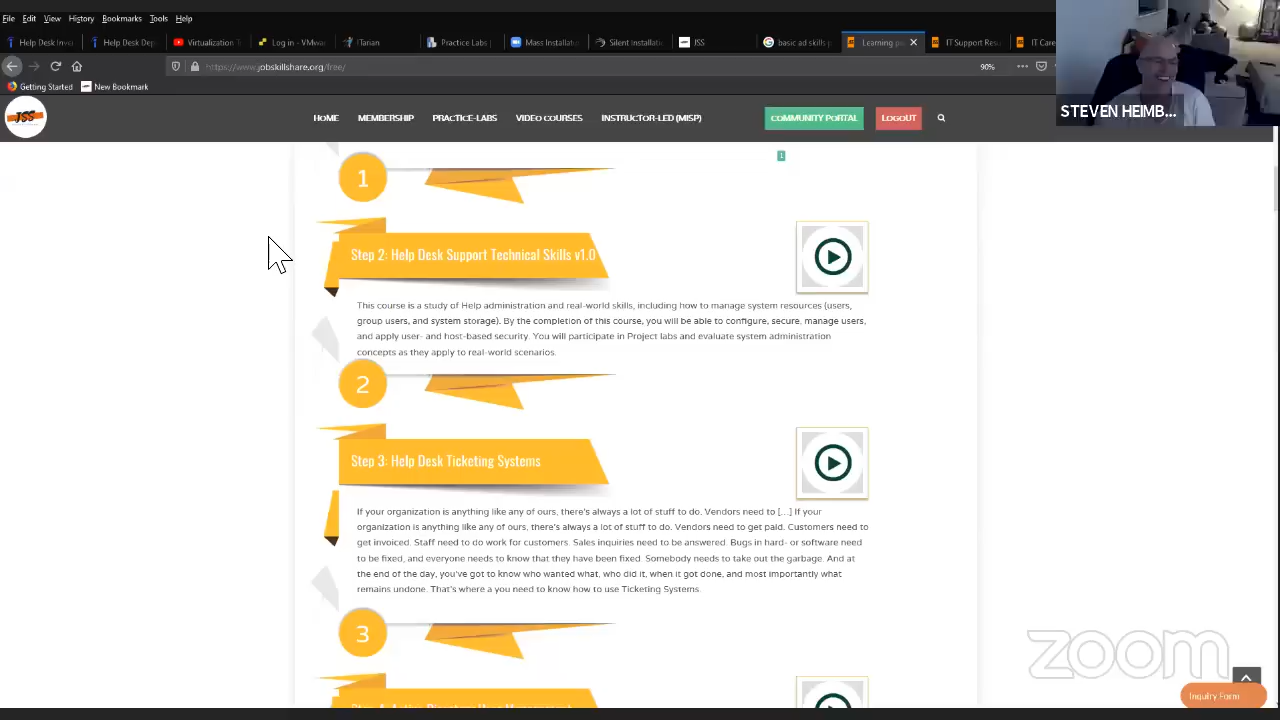 File Edit View History Bookmarks Tools Help
Help Desk Inv
Help Desk De
Virtualization T
Log in - VMw
ITarian
Practice Labs
Mass Installati
Silent Installati
JSS
basic ad skills p
Learning pa
IT Support Resu
IT Care
https://www.jobskillshare.org/free/
90%
Getting Started
New Bookmark
STEVEN HEIMB...
JSS
HOME
MEMBERSHIP
PRACTICE-LABS
VIDEO COURSES
INSTRUCTOR-LED (MISP)
COMMUNITY PORTAL
LOGOUT
1
1
Step 2: Help Desk Support Technical Skills v1.0
This course is a study of Help administration and real-world skills, including how to manage system resources (users,
group users, and system storage). By the completion of this course, you will be able to configure, secure, manage users,
and apply user- and host-based security. You will participate in Project labs and evaluate system administration
concepts as they apply to real-world scenarios.
2
Step 3: Help Desk Ticketing Systems
If your organization is anything like any of ours, there's always a lot of stuff to do. Vendors need to [...] If your
organization is anything like any of ours, there's always a lot of stuff to do. Vendors need to get paid. Customers need to
get invoiced. Staff need to do work for customers. Sales inquiries need to be answered. Bugs in hard- or software need
to be fixed, and everyone needs to know that they have been fixed. Somebody needs to take out the garbage. And at
the end of the day, you've got to know who wanted what, who did it, when it got done, and most importantly what
remains undone. That's where a you need to know how to use Ticketing Systems.
3
zoom
Inquiry Form